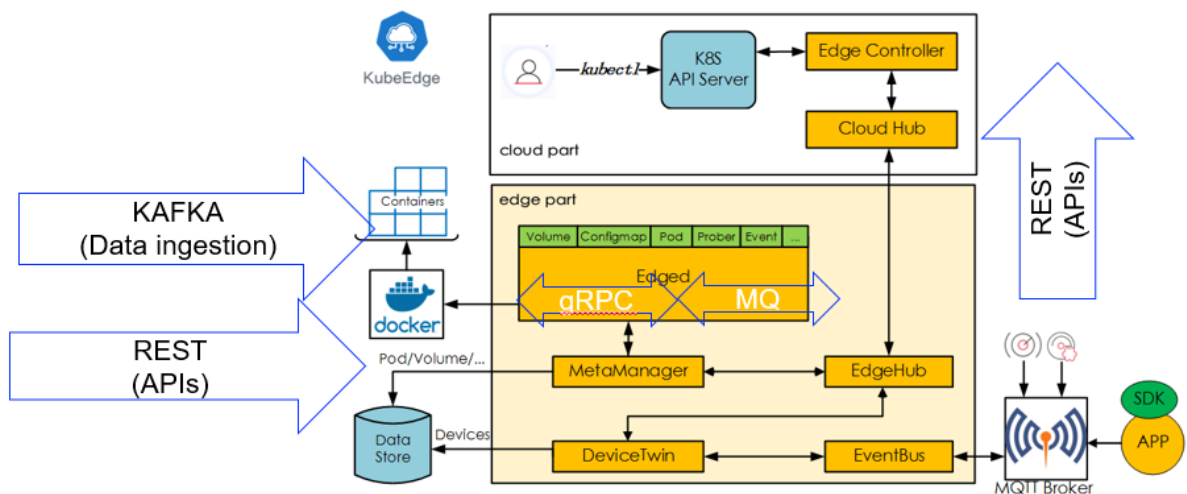 KubeEdge
kubectl
K8S
API Server
Edge Controller
Cloud Hub
cloud part
REST
(APIs)
KAFKA
(Data ingestion)
Containers
edge part
Volume
Configmap
Pod
Prober
Event
...
Edged
gRPC
MQ
docker
REST
(APIs)
Pod/Volume/...
MetaManager
EdgeHub
Data
Store
Devices
DeviceTwin
EventBus
SDK
APP
MQTT Broker